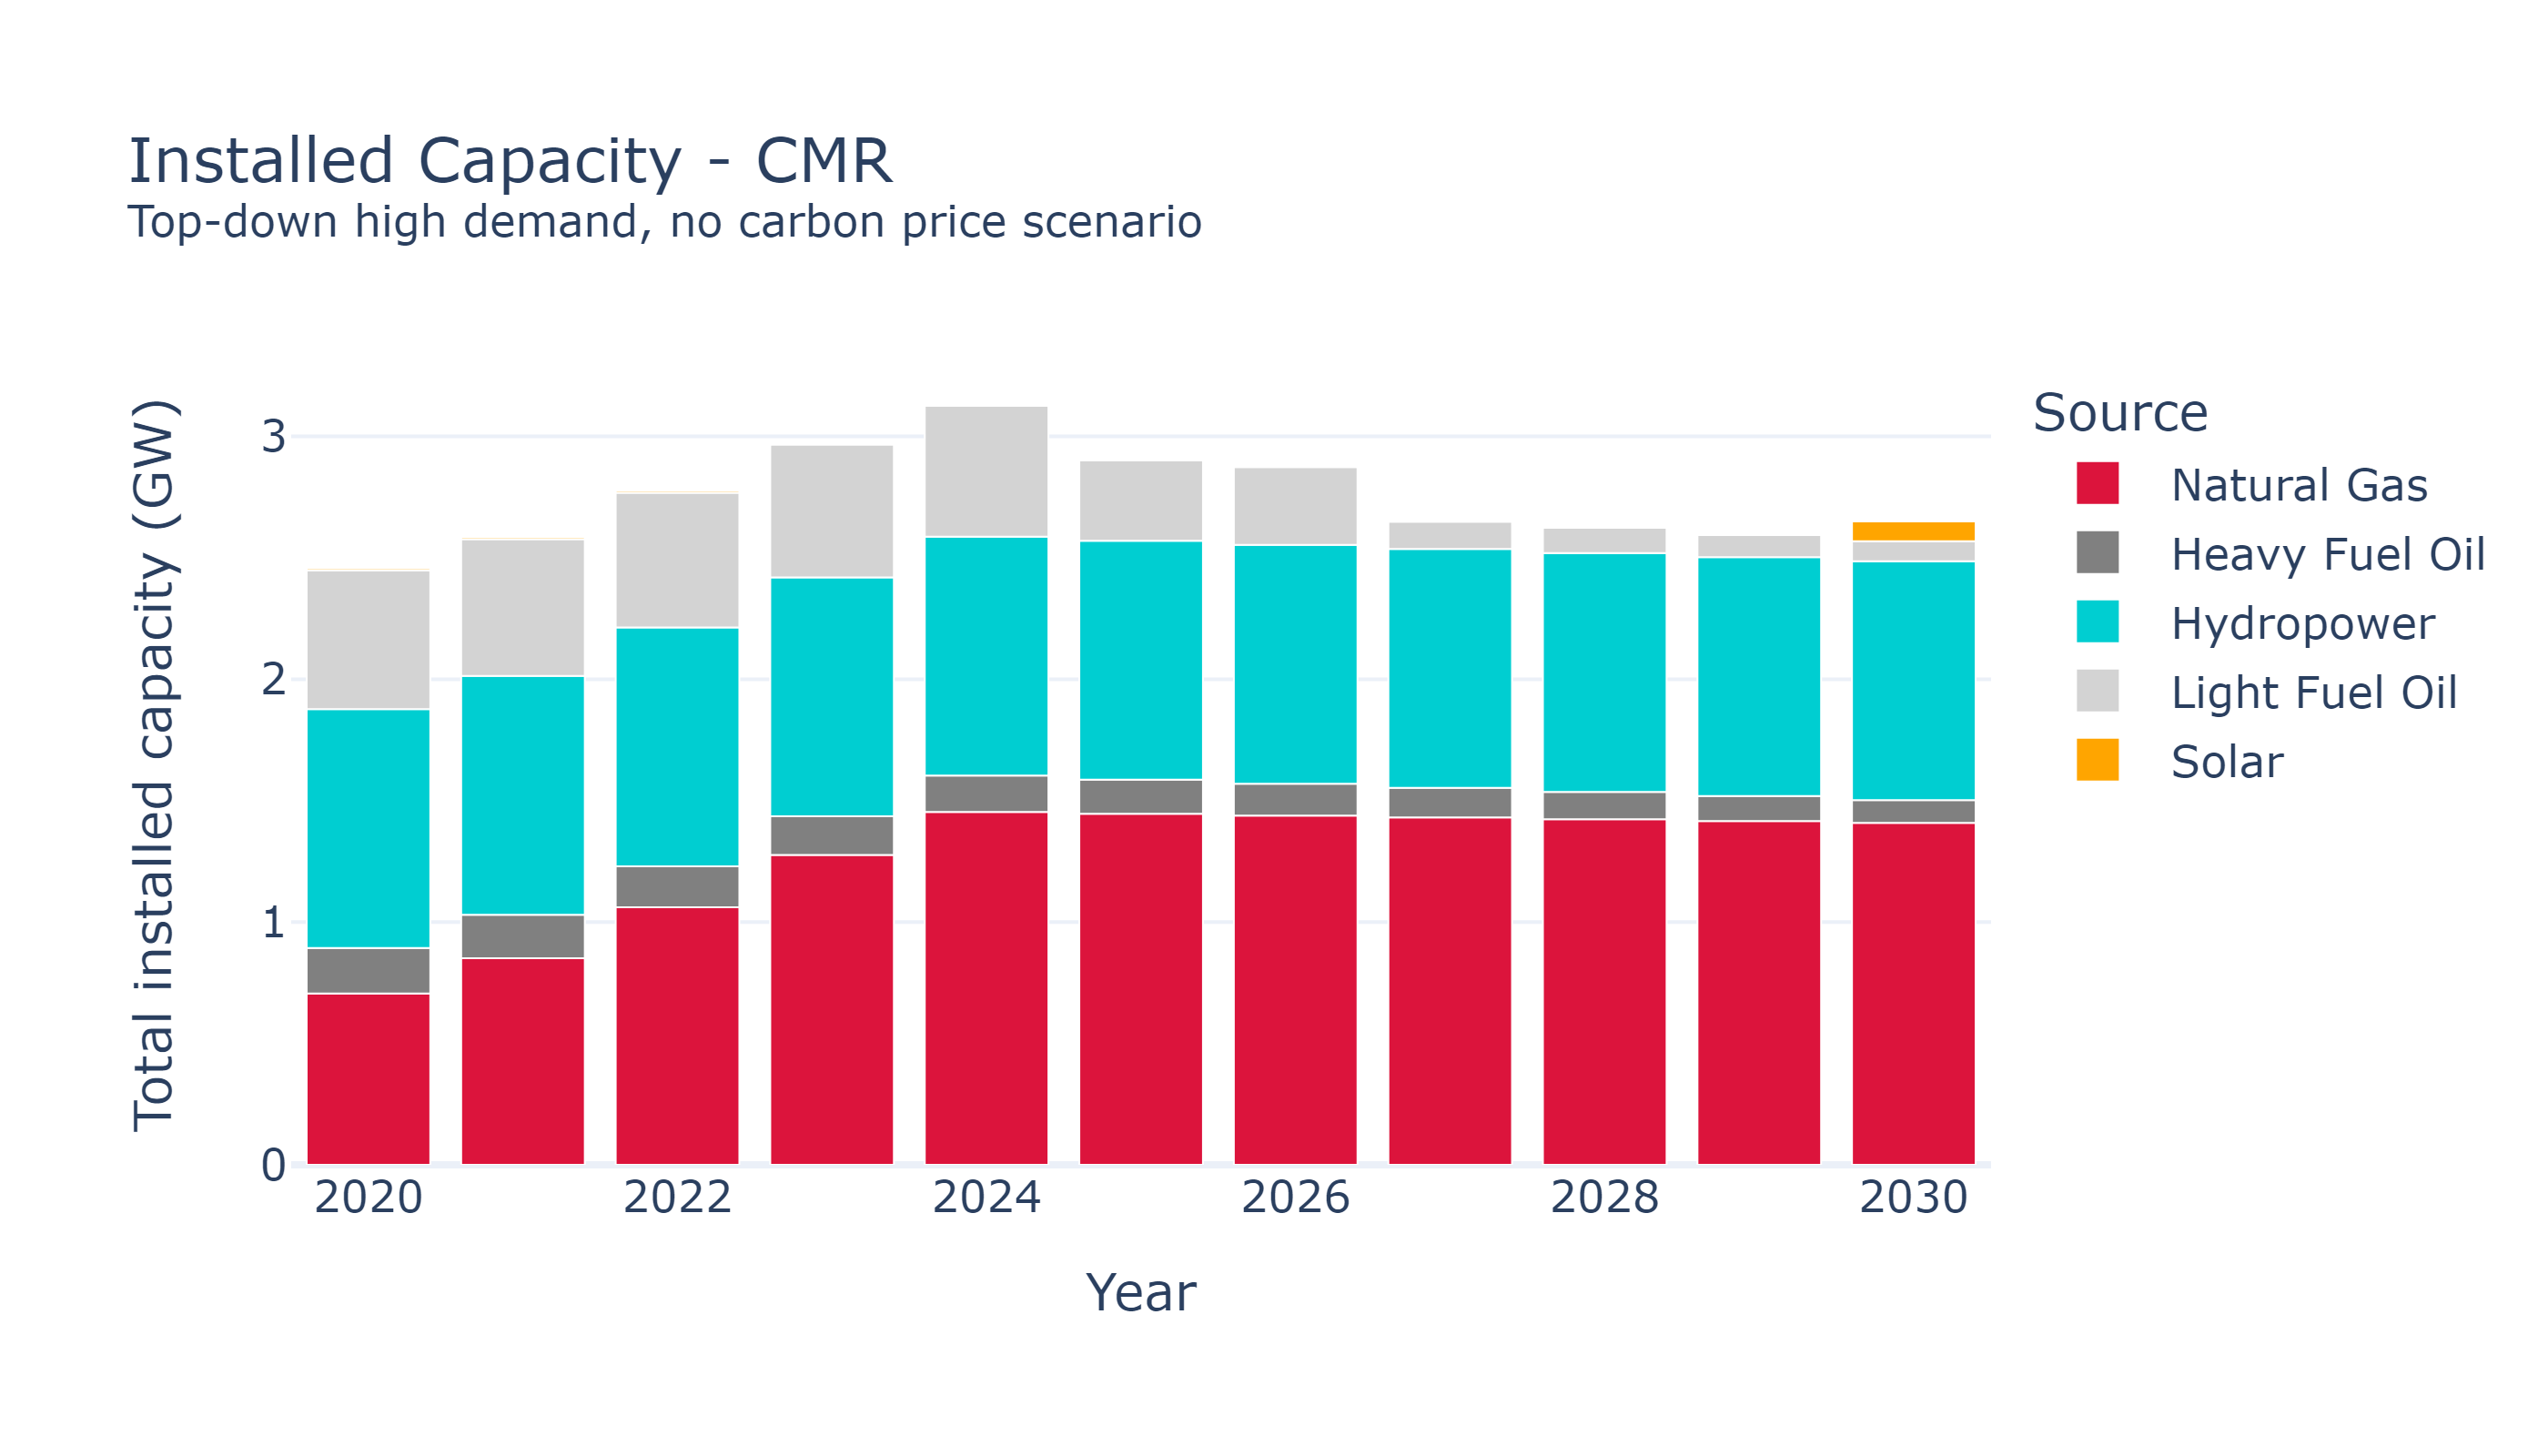 Installed Capacity - CMR
Top-down high demand, no carbon price scenario
Total installed capacity (GW)
3
2
1
0
2020
2022
2024
2026
2028
2030
Year
Source
Natural Gas
Heavy Fuel Oil
Hydropower
Light Fuel Oil
Solar